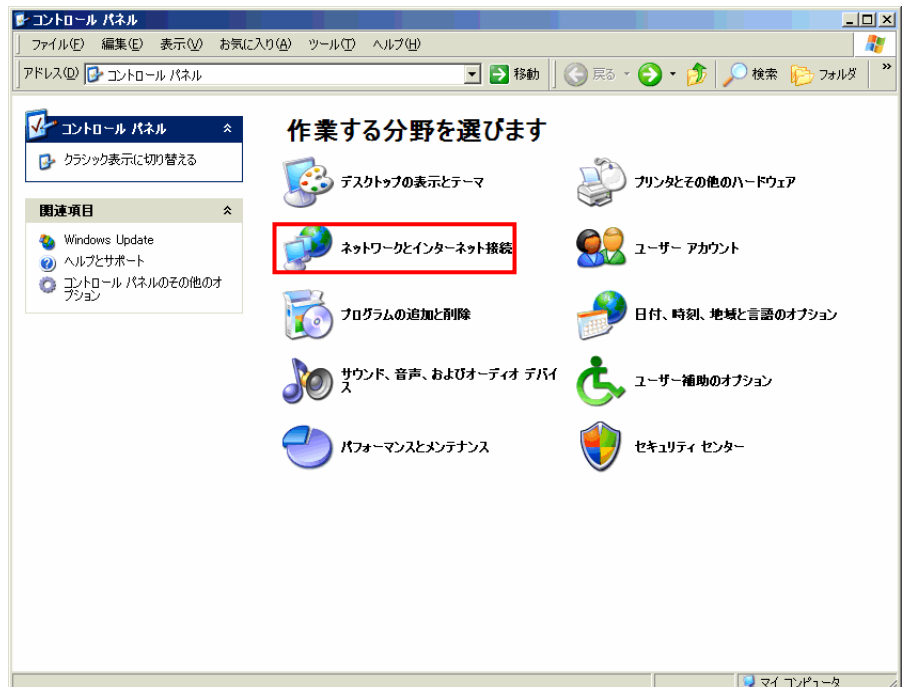 コントロール パネル
ファイル(F) 編集(E) 表示(V) お気に入り(A) ツール(T) ヘルプ(H)
アドレス(D) コントロール パネル 移動 戻る 検索 フォルダ »
コントロール パネル
クラシック表示に切り替える
関連項目
Windows Update
ヘルプとサポート
コントロール パネルのその他のオ
プション
作業する分野を選びます
デスクトップの表示とテーマ
プリンタとその他のハードウェア
ネットワークとインターネット接続
ユーザー アカウント
プログラムの追加と削除
日付、時刻、地域と言語のオプション
サウンド、音声、およびオーディオ デバイ
ス
ユーザー補助のオプション
パフォーマンスとメンテナンス
セキュリティ センター
マイ コンピュータ